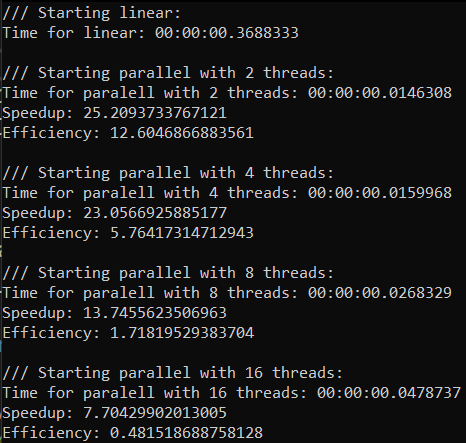 /// Starting linear:
Time for linear: 00:00:00.3688333
/// Starting parallel with 2 threads:
Time for paralell with 2 threads: 00:00:00.0146308
Speedup: 25.2093733767121
Efficiency: 12.6046866883561
/// Starting parallel with 4 threads:
Time for paralell with 4 threads: 00:00:00.0159968
Speedup: 23.0566925885177
Efficiency: 5.76417314712943
/// Starting parallel with 8 threads:
Time for paralell with 8 threads: 00:00:00.0268329
Speedup: 13.7455623506963
Efficiency: 1.71819529383704
/// Starting parallel with 16 threads:
Time for paralell with 16 threads: 00:00:00.0478737
Speedup: 7.70429902013005
Efficiency: 0.481518688758128